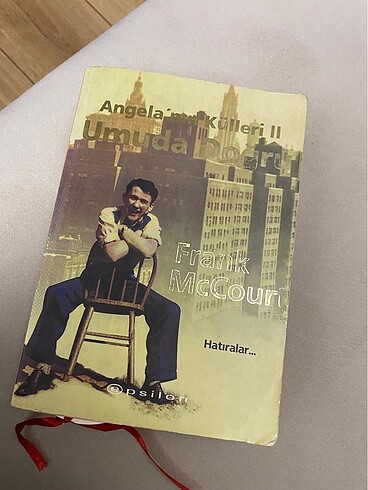 Angela'nın Külleri II
Umuda Doğru
Frank
McCourt
Hatıralar...
epsilon